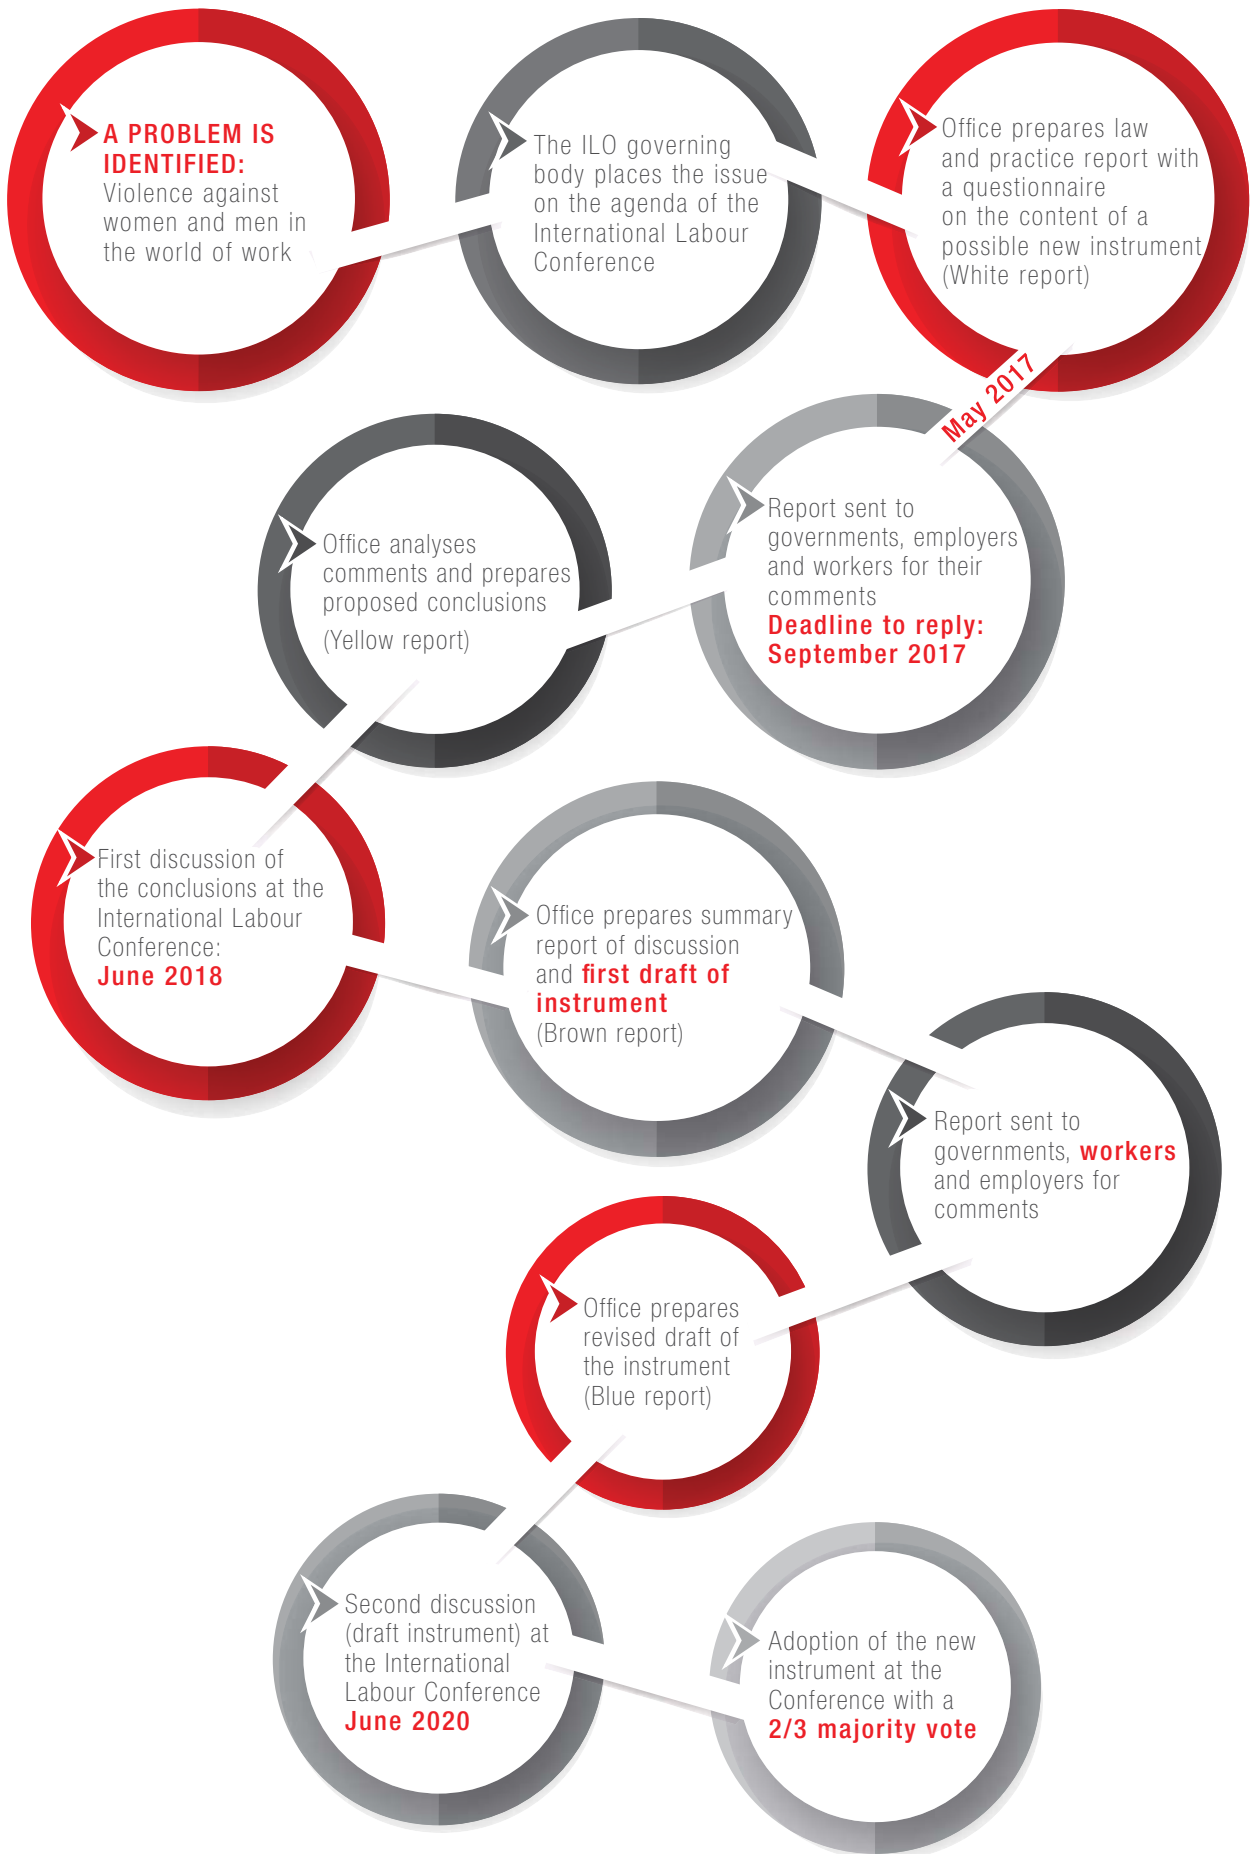 A PROBLEM IS
IDENTIFIED:
Violence against
women and men in
the world of work
The ILO governing
body places the issue
on the agenda of the
International Labour
Conference
Office prepares law
and practice report with
a questionnaire
on the content of a
possible new instrument
(White report)
May 2017
Report sent to
governments, employers
and workers for their
comments
Deadline to reply:
September 2017
Office analyses
comments and prepares
proposed conclusions
(Yellow report)
First discussion of
the conclusions at the
International Labour
Conference:
June 2018
Office prepares summary
report of discussion
and first draft of
instrument
(Brown report)
Report sent to
governments, workers
and employers for
comments
Office prepares
revised draft of
the instrument
(Blue report)
Second discussion
(draft instrument) at
the International
Labour Conference
June 2020
Adoption of the new
instrument at the
Conference with a
2/3 majority vote